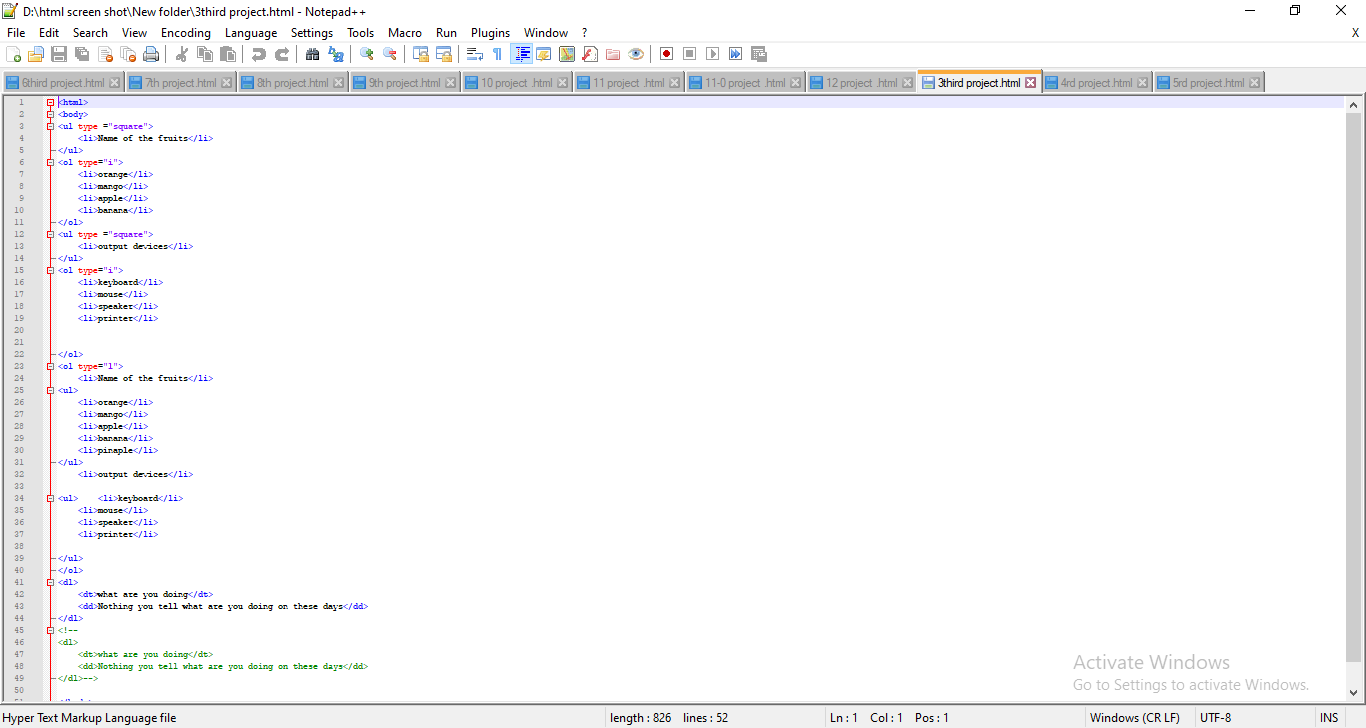 D:\html screen shot\New folder\3third project.html - Notepad++
File Edit Search View Encoding Language Settings Tools Macro Run Plugins Window ? X
6third project.html 7th project.html 8th project.html 9th project.html 10 project .html 11 project .html 11-0 project .html 12 project .html 3third project.html 4rd project.html 5rd project.html
1 <html>
2 <body>
3 <ul type ="square">
4 <li>Name of the fruits</li>
5 </ul>
6 <ol type="i">
7 <li>orange</li>
8 <li>mango</li>
9 <li>apple</li>
10 <li>banana</li>
11 </ol>
12 <ul type ="square">
13 <li>output devices</li>
14 </ul>
15 <ol type="i">
16 <li>keyboard</li>
17 <li>mouse</li>
18 <li>speaker</li>
19 <li>printer</li>
20
21
22 </ol>
23 <ol type="1">
24 <li>Name of the fruits</li>
25 <ul>
26 <li>orange</li>
27 <li>mango</li>
28 <li>apple</li>
29 <li>banana</li>
30 <li>pinaple</li>
31 </ul>
32 <li>output devices</li>
33
34 <ul> <li>keyboard</li>
35 <li>mouse</li>
36 <li>speaker</li>
37 <li>printer</li>
38
39 </ul>
40 </ol>
41 <dl>
42 <dt>what are you doing</dt>
43 <dd>Nothing you tell what are you doing on these days</dd>
44 </dl>
45 <!--
46 <dl>
47 <dt>what are you doing</dt>
48 <dd>Nothing you tell what are you doing on these days</dd>
49 </dl>-->
50
Activate Windows
Go to Settings to activate Windows.
Hyper Text Markup Language file length : 826 lines : 52 Ln : 1 Col : 1 Pos : 1 Windows (CR LF) UTF-8 INS